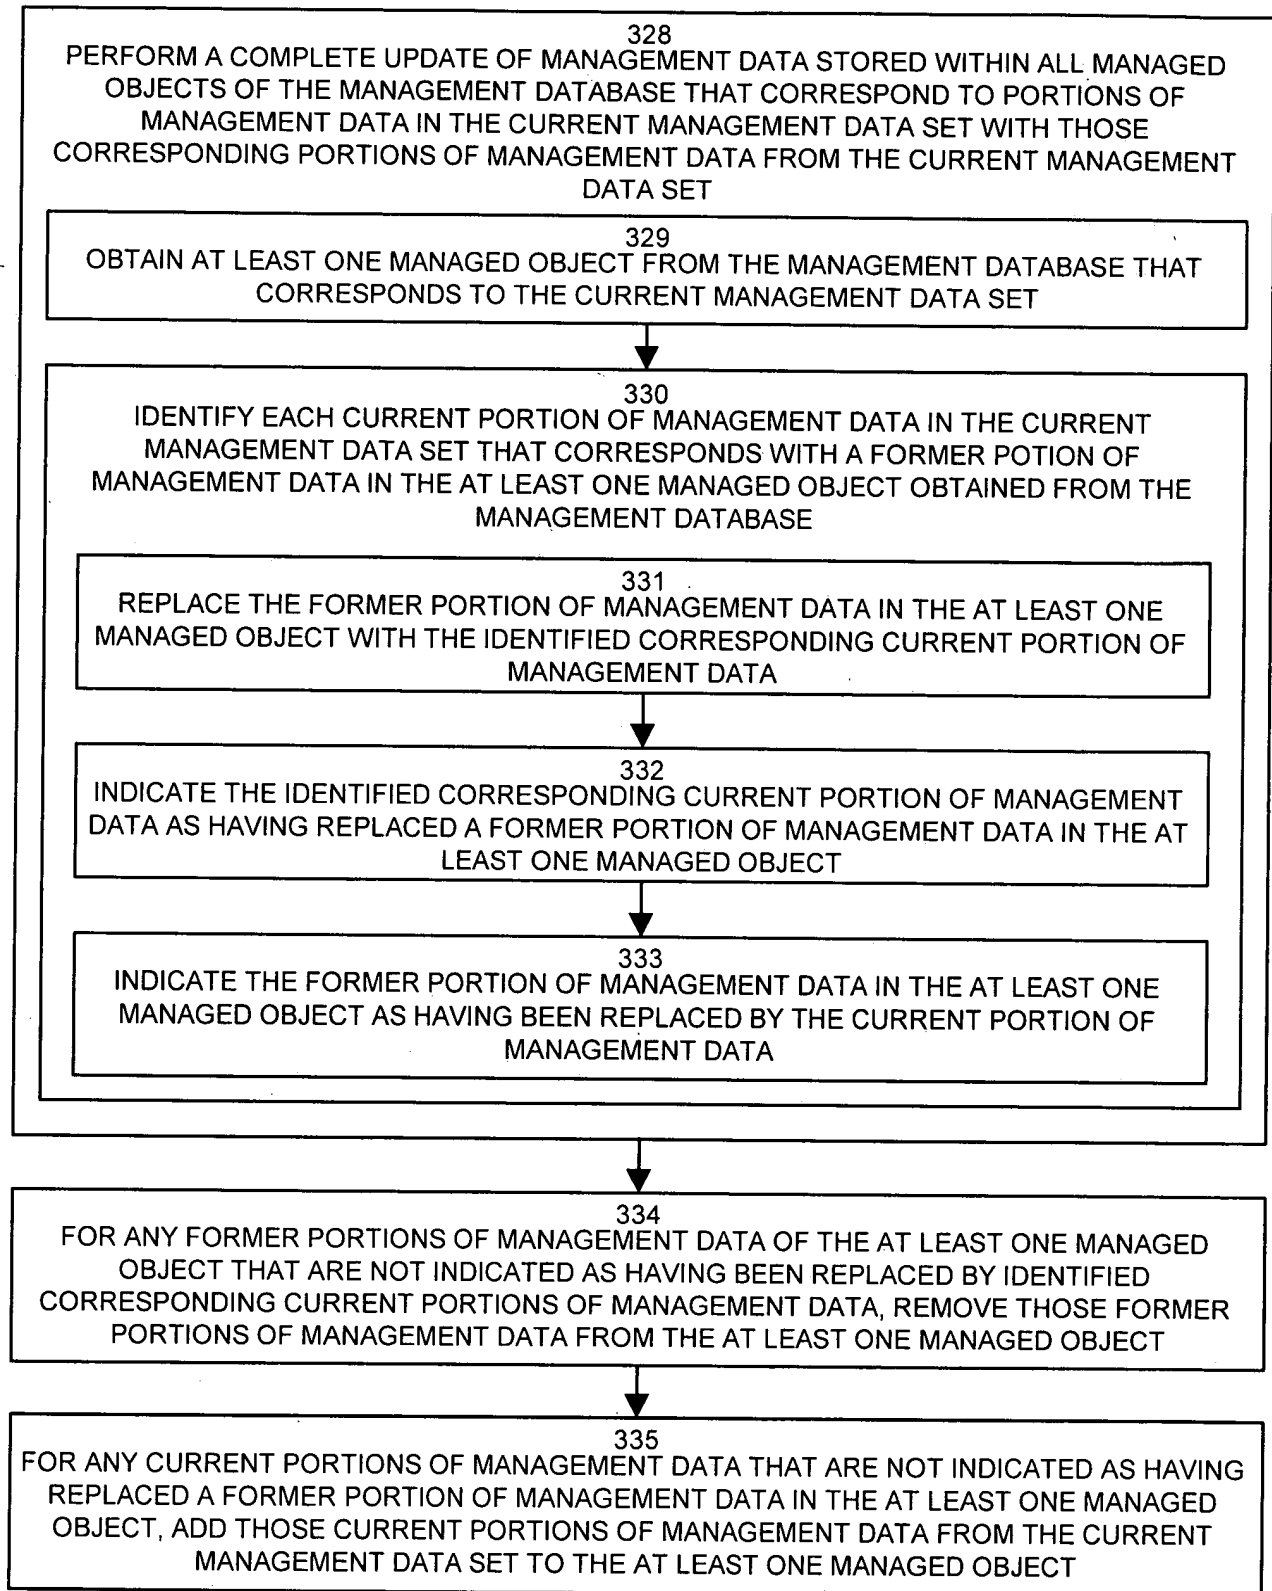 328
PERFORM A COMPLETE UPDATE OF MANAGEMENT DATA STORED WITHIN ALL MANAGED
OBJECTS OF THE MANAGEMENT DATABASE THAT CORRESPOND TO PORTIONS OF
MANAGEMENT DATA IN THE CURRENT MANAGEMENT DATA SET WITH THOSE
CORRESPONDING PORTIONS OF MANAGEMENT DATA FROM THE CURRENT MANAGEMENT
DATA SET
329
OBTAIN AT LEAST ONE MANAGED OBJECT FROM THE MANAGEMENT DATABASE THAT
CORRESPONDS TO THE CURRENT MANAGEMENT DATA SET
330
IDENTIFY EACH CURRENT PORTION OF MANAGEMENT DATA IN THE CURRENT
MANAGEMENT DATA SET THAT CORRESPONDS WITH A FORMER POTION OF
MANAGEMENT DATA IN THE AT LEAST ONE MANAGED OBJECT OBTAINED FROM THE
MANAGEMENT DATABASE
331
REPLACE THE FORMER PORTION OF MANAGEMENT DATA IN THE AT LEAST ONE
MANAGED OBJECT WITH THE IDENTIFIED CORRESPONDING CURRENT PORTION OF
MANAGEMENT DATA
332
INDICATE THE IDENTIFIED CORRESPONDING CURRENT PORTION OF MANAGEMENT
DATA AS HAVING REPLACED A FORMER PORTION OF MANAGEMENT DATA IN THE AT
LEAST ONE MANAGED OBJECT
333
INDICATE THE FORMER PORTION OF MANAGEMENT DATA IN THE AT LEAST ONE
MANAGED OBJECT AS HAVING BEEN REPLACED BY THE CURRENT PORTION OF
MANAGEMENT DATA
334
FOR ANY FORMER PORTIONS OF MANAGEMENT DATA OF THE AT LEAST ONE MANAGED
OBJECT THAT ARE NOT INDICATED AS HAVING BEEN REPLACED BY IDENTIFIED
CORRESPONDING CURRENT PORTIONS OF MANAGEMENT DATA, REMOVE THOSE FORMER
PORTIONS OF MANAGEMENT DATA FROM THE AT LEAST ONE MANAGED OBJECT
335
FOR ANY CURRENT PORTIONS OF MANAGEMENT DATA THAT ARE NOT INDICATED AS HAVING
REPLACED A FORMER PORTION OF MANAGEMENT DATA IN THE AT LEAST ONE MANAGED
OBJECT, ADD THOSE CURRENT PORTIONS OF MANAGEMENT DATA FROM THE CURRENT
MANAGEMENT DATA SET TO THE AT LEAST ONE MANAGED OBJECT